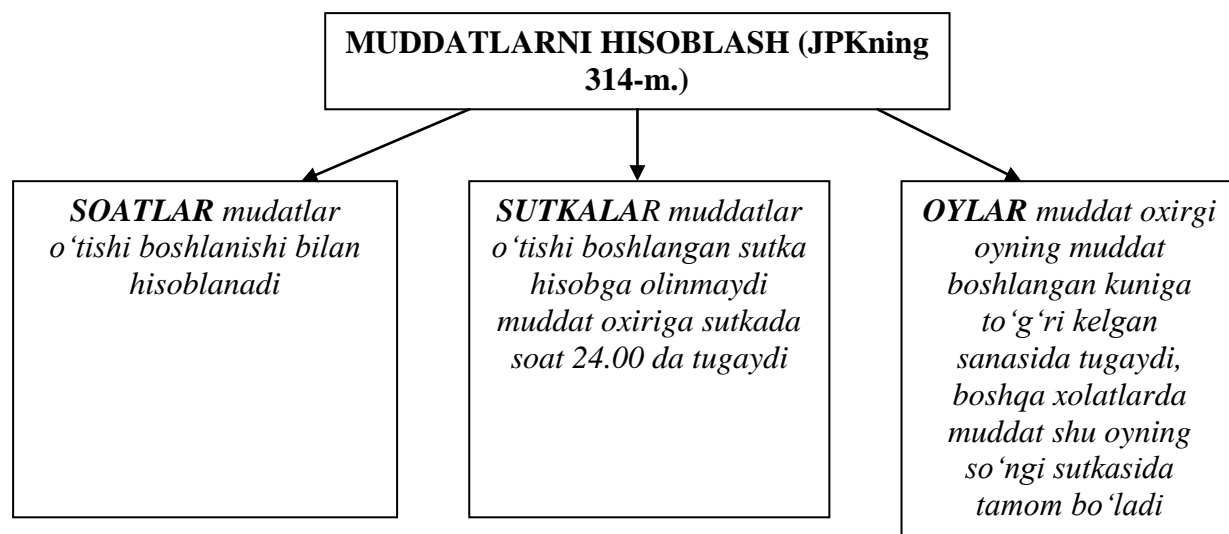 MUDDATLARNI HISOBLASH (JPKning
314-m.)
SOATLAR mudatlar
o‘tishi boshlanishi bilan
hisoblanadi
SUTKALAR muddatlar
o‘tishi boshlangan sutka
hisobga olinmaydi
muddat oxiriga sutkada
soat 24.00 da tugaydi
OYLAR muddat oxirgi
oyning muddat
boshlangan kuniga
to‘g‘ri kelgan
sanasida tugaydi,
boshqa xolatlarda
muddat shu oyning
so‘ngi sutkasida
tamom bo‘ladi